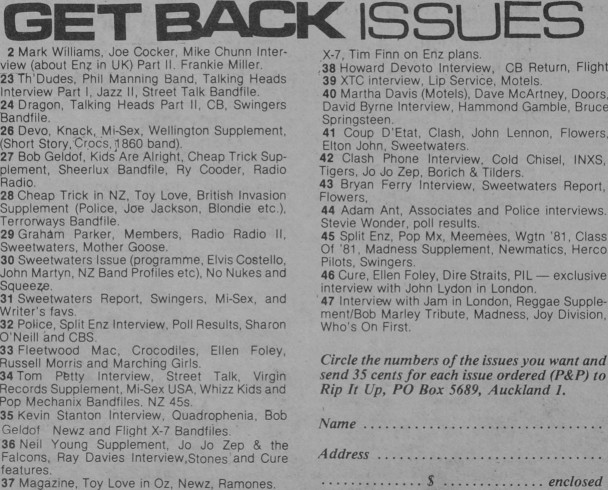 GET BACK ISSUES
2 Mark Williams, Joe Cocker, Mike Chunn Inter-
view (about Enz in UK) Part II. Frankie Miller.
23 Th'Dudes, Phil Manning Band, Talking Heads
Interview Part I, Jazz II, Street Talk Bandfile.
24 Dragon, Talking Heads Part II, CB, Swingers
Bandfile.
26 Devo, Knack, Mi-Sex, Wellington Supplement,
(Short Story, Crocs, 1860 band).
27 Bob Geldof, Kids Are Alright, Cheap Trick Sup-
plement, Sheerlux Bandfile, Ry Cooder, Radio
Radio.
28 Cheap Trick in NZ, Toy Love, British Invasion
Supplement (Police, Joe Jackson, Blondie etc.),
Terrorways Bandfile.
29 Graham Parker, Members, Radio Radio II,
Sweetwaters, Mother Goose.
30 Sweetwaters Issue (programme, Elvis Costello,
John Martyn, NZ Band Profiles etc), No Nukes and
Squeeze.
31 Sweetwaters Report, Swingers, Mi-Sex, and
Writer's favs.
32 Police, Split Enz Interview, Poll Results, Sharon
O'Neill and CBS.
33 Fleetwood Mac, Crocodiles, Ellen Foley,
Russell Morris and Marching Girls.
34 Tom Petty Interview, Street Talk, Virgin
Records Supplement, Mi-Sex USA, Whizz Kids and
Pop Mechanix Bandfiles, NZ 45s.
35 Kevin Stanton Interview, Quadrophenia, Bob
Geldof Newz and Flight X-7 Bandfiles.
36 Neil Young Supplement, Jo Jo Zep & the
Falcons, Ray Davies Interview, Stones and Cure
features.
37 Magazine, Toy Love in Oz, Newz, Ramones.
X-7, Tim Finn on Enz plans.
38 Howard Devoto Interview, CB Return, Flight
39 XTC interview, Lip Service, Motels.
40 Martha Davis (Motels), Dave McArtney, Doors,
David Byrne Interview, Hammond Gamble, Bruce
Springsteen.
41 Coup D'Etat, Clash, John Lennon, Flowers,
Elton John, Sweetwaters.
42 Clash Phone Interview, Cold Chisel, INXS,
Tigers, Jo Jo Zep, Borich & Tilders.
43 Bryan Ferry Interview, Sweetwaters Report,
Flowers,
44 Adam Ant, Associates and Police interviews.
Stevie Wonder, poll results.
45 Split Enz, Pop Mx, Meemees, Wgtn '81, Class
Of '81, Madness Supplement, Newmatics, Herco
Pilots, Swingers.
46 Cure, Ellen Foley, Dire Straits, PIL — exclusive
interview with John Lydon in London.
47 Interview with Jam in London, Reggae Supple-
ment/Bob Marley Tribute, Madness, Joy Division,
Who's On First.
Circle the numbers of the issues you want and
send 35 cents for each issue ordered (P&P) to
Rip It Up, PO Box 5689, Auckland 1.
Name ................................
Address .............................
.............. $ .............. enclosed